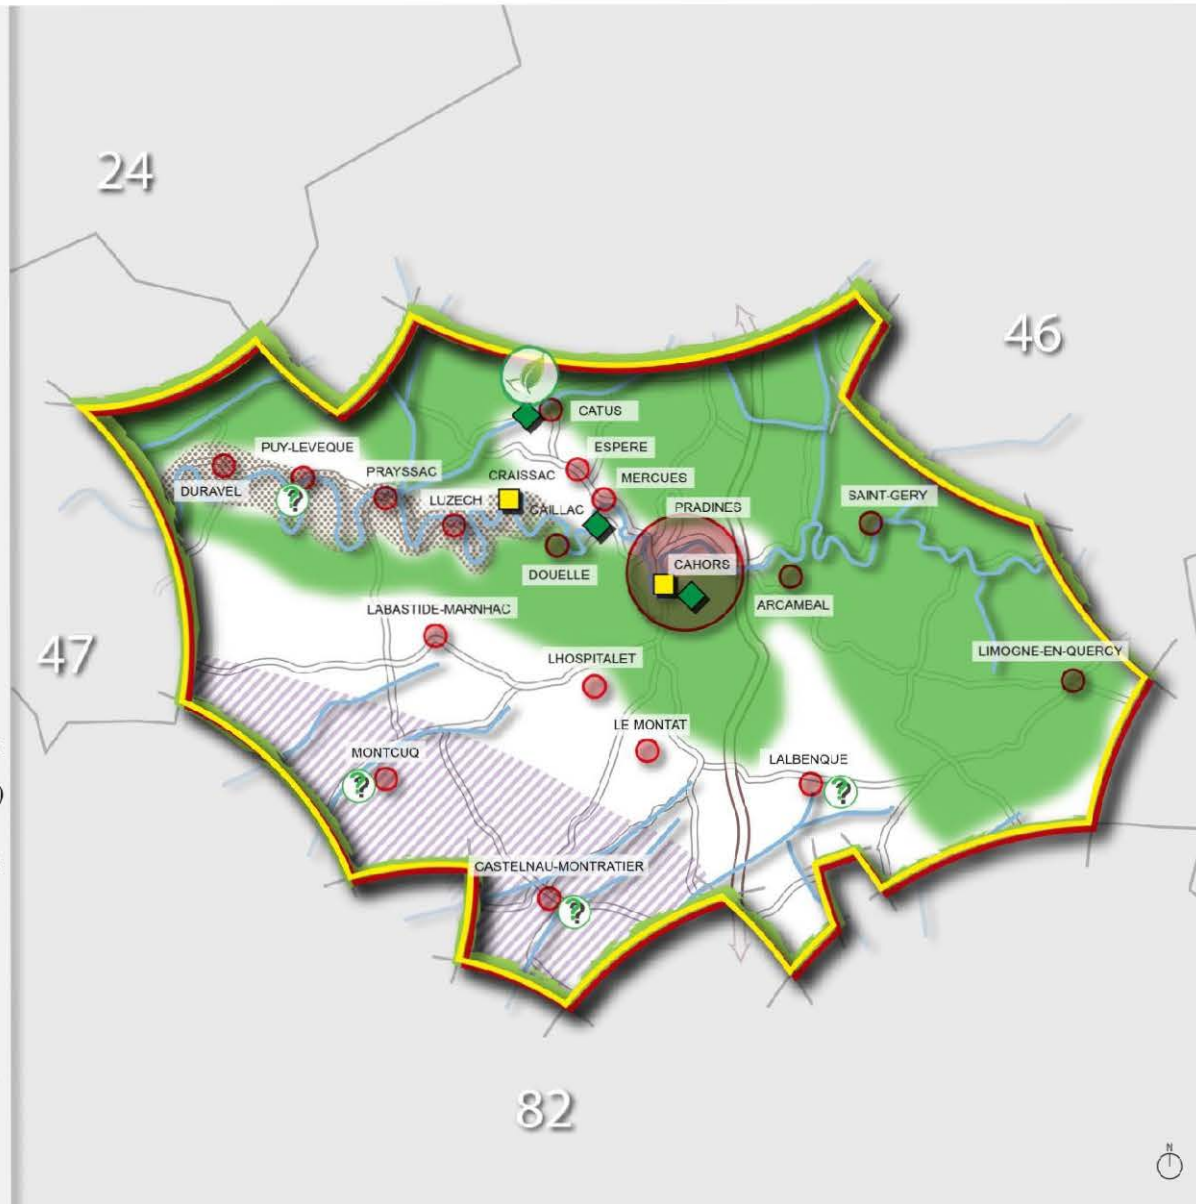 24
46
CATUS
PUY-LEVEQUE
ESPERE
PRAYSSAC
CRAISSAC
MERCUES
DURAVEL
LUZECH
SAINT-GERY
CAILLAC
PRADINES
?
CAHORS
DOUELLE
ARCAMBAL
LABASTIDE-MARNHAC
47
LHOSPITALET
LIMOGNE-EN-QUERCY
LE MONTAT
MONTCUQ
LALBENQUE
?
?
)
CASTELNAU-MONTRATIER
?
82
N